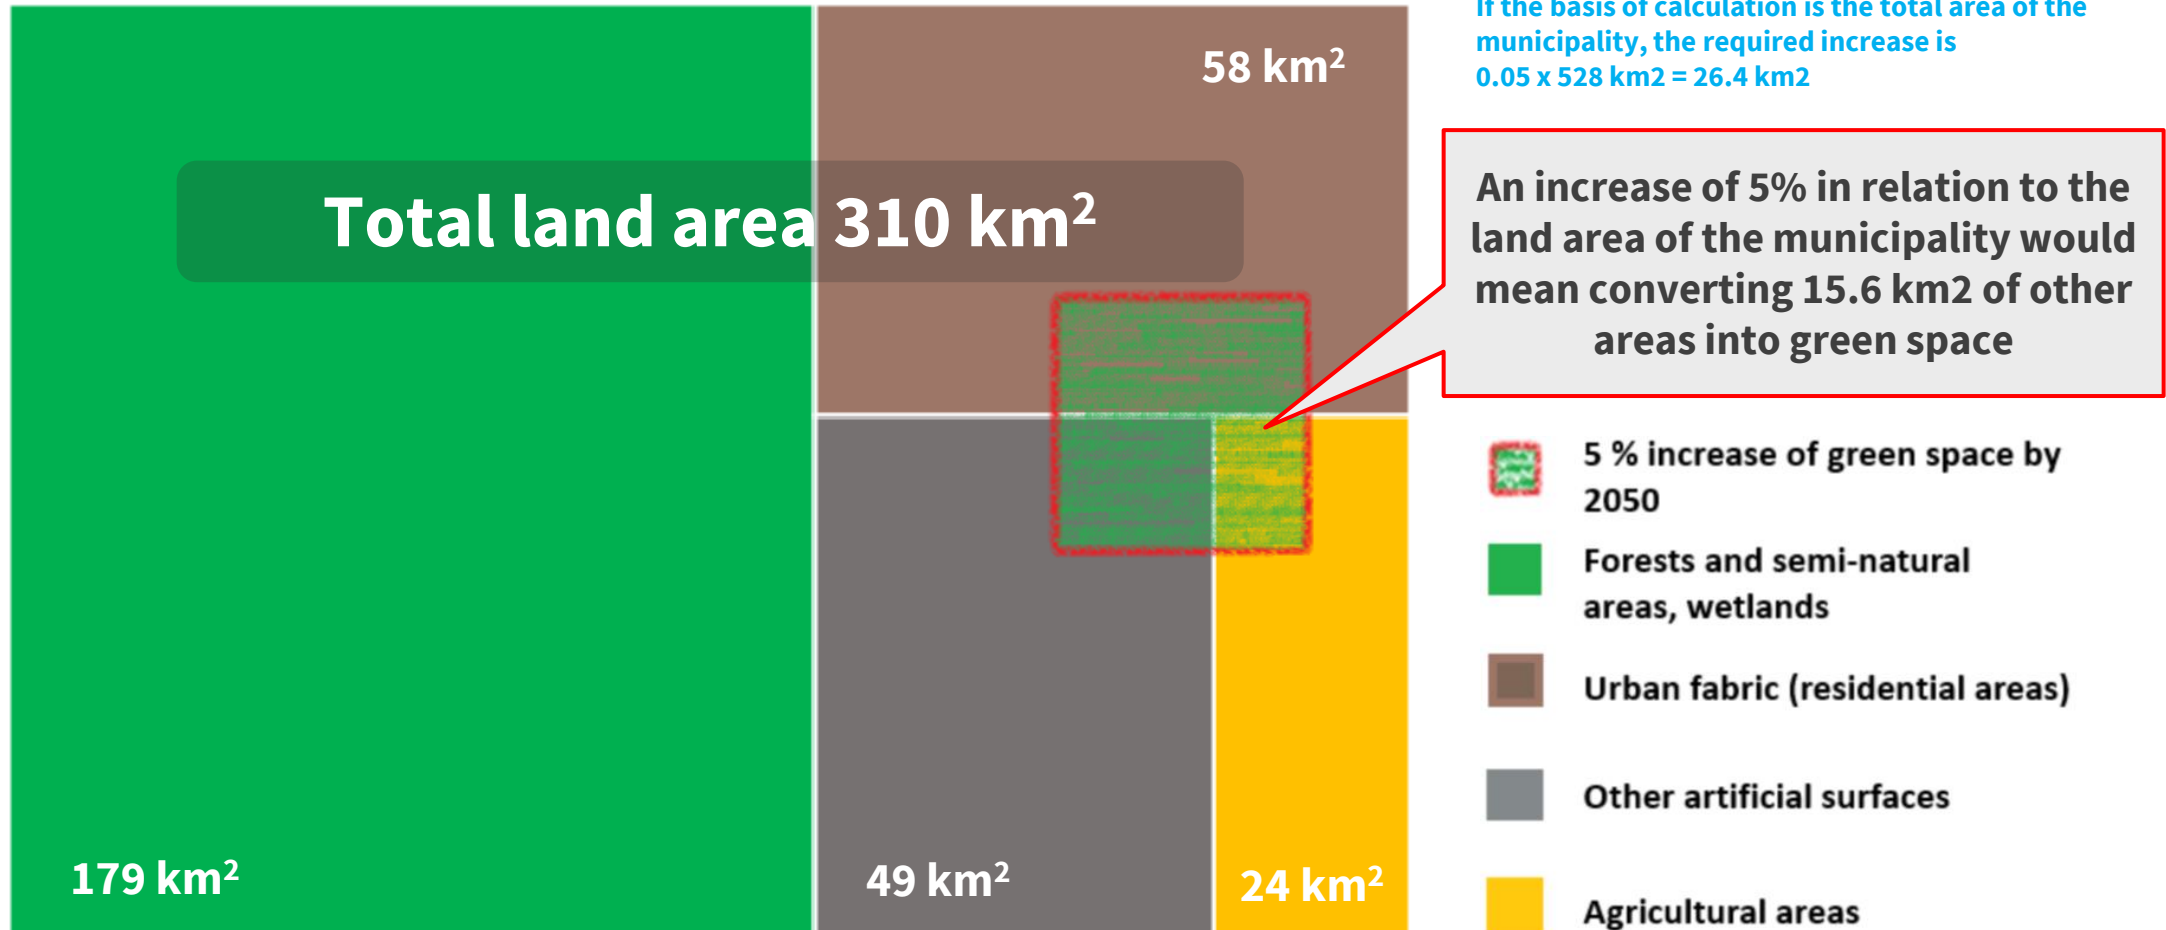 If the basis of calculation is the total area of the
municipality, the required increase is
0.05 x 528 km2 = 26.4 km2
58 km²
Total land area 310 km²
An increase of 5% in relation to the
land area of the municipality would
mean converting 15.6 km2 of other
areas into green space
5 % increase of green space by
2050
Forests and semi-natural
areas, wetlands
Urban fabric (residential areas)
Other artificial surfaces
Agricultural areas
179 km²
49 km²
24 km²